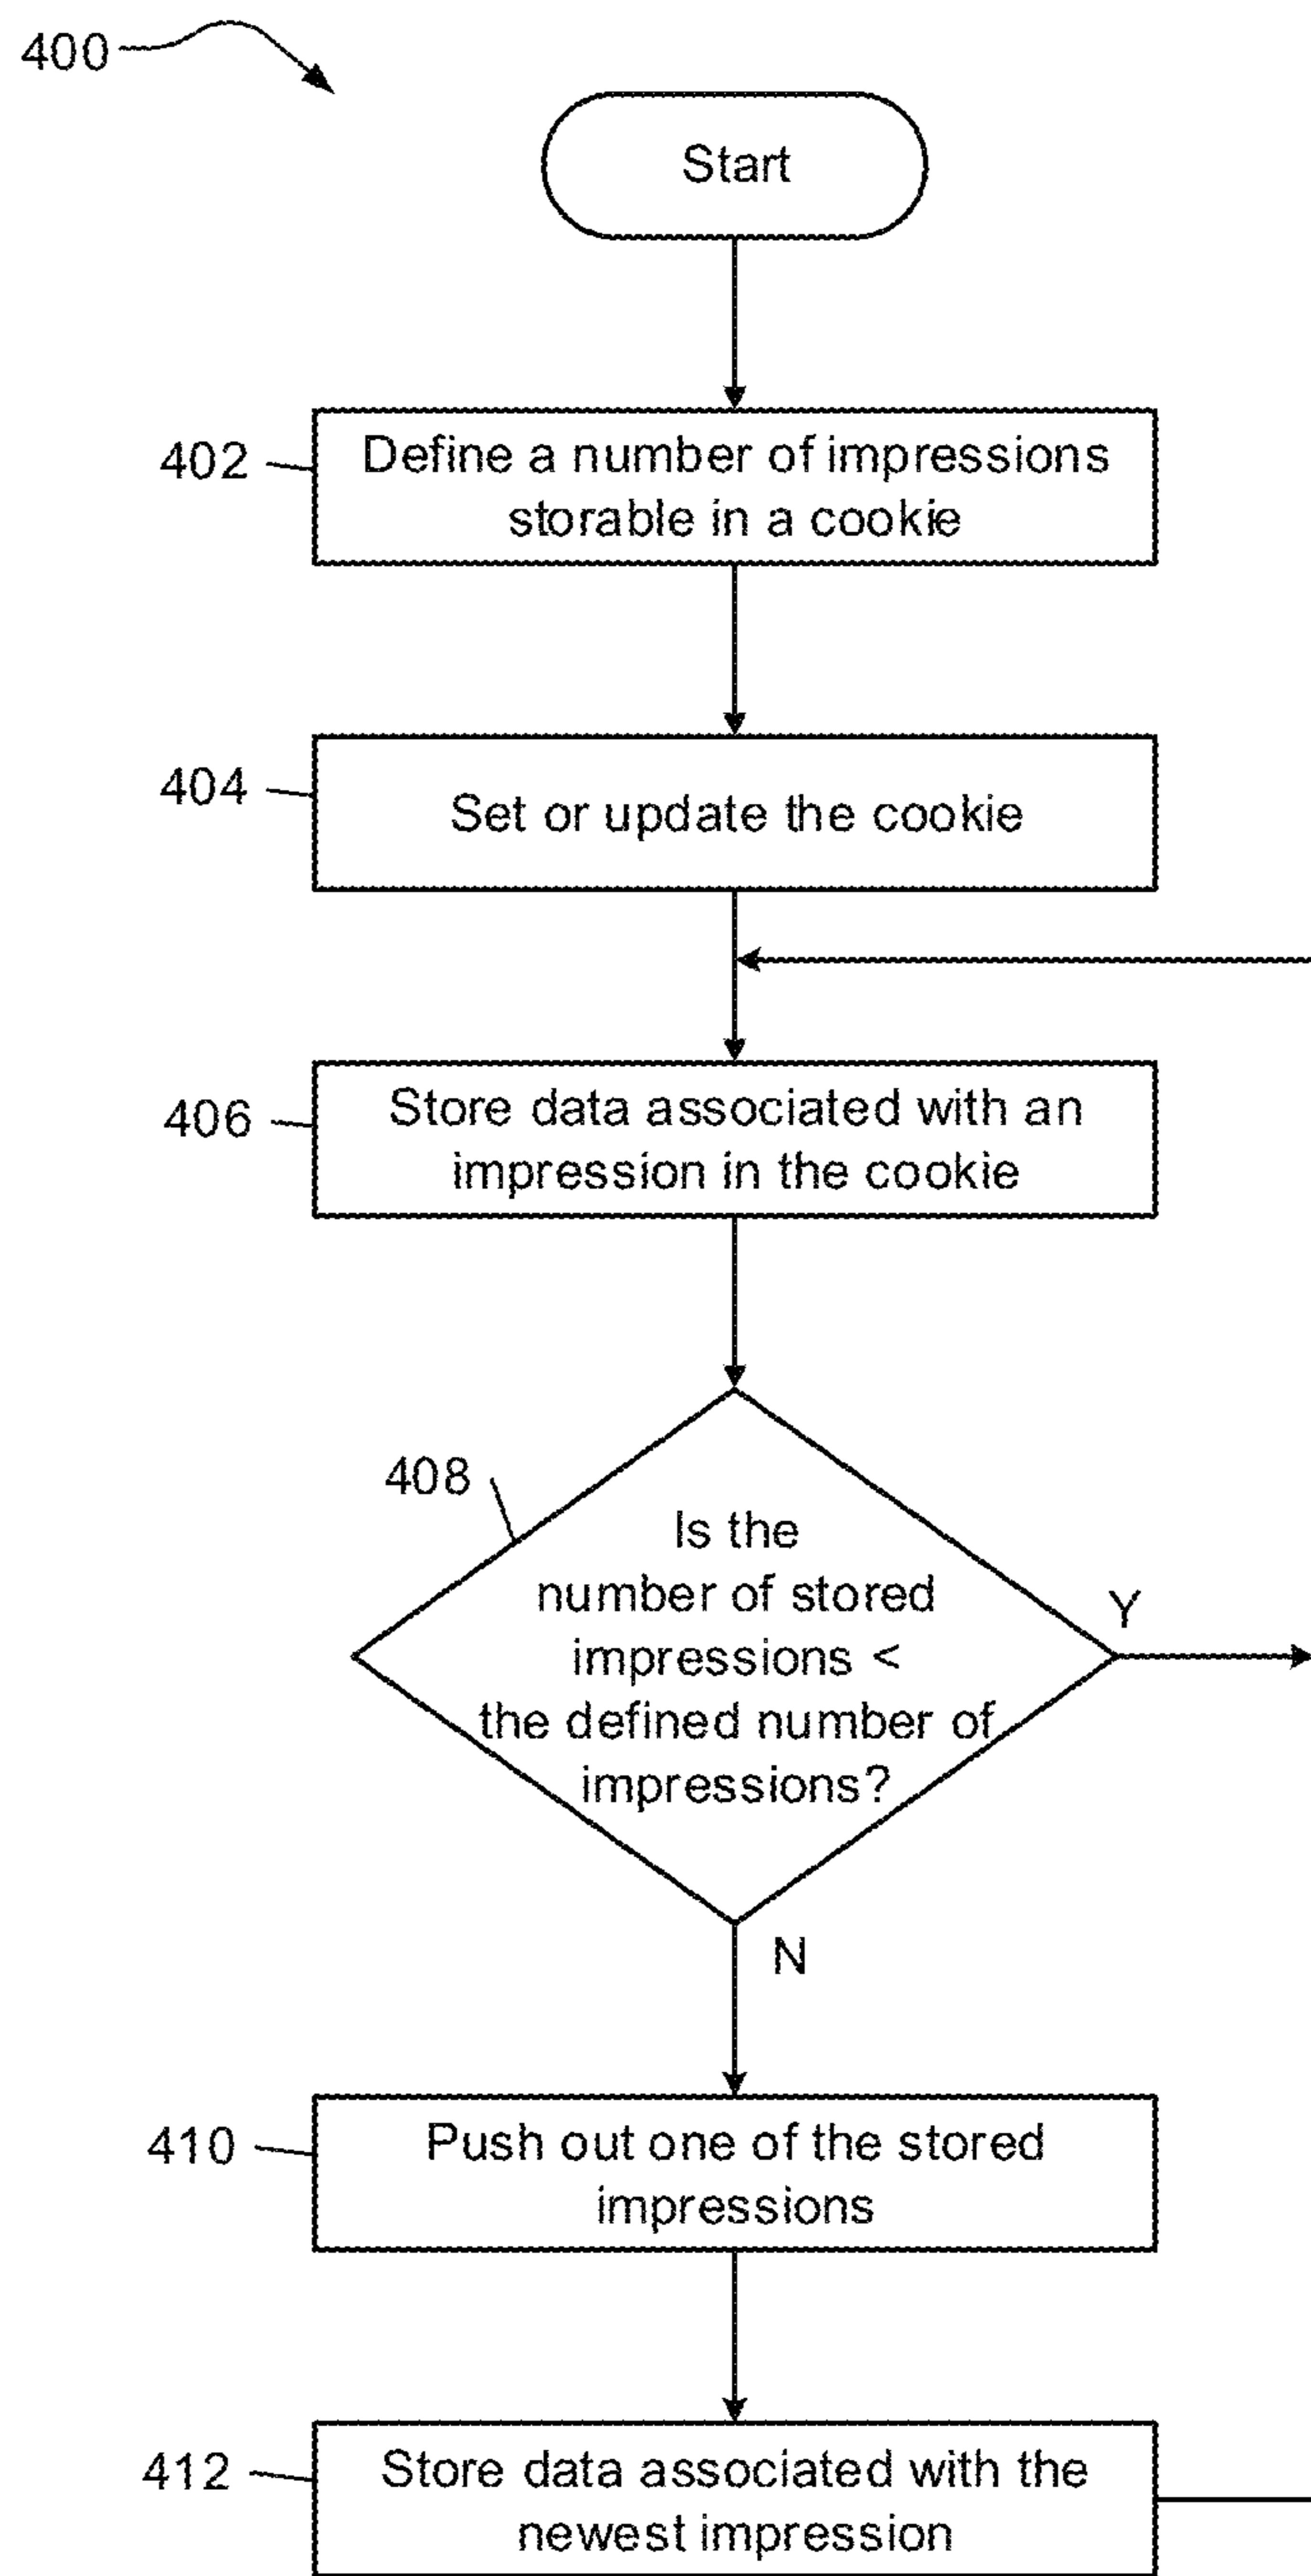 400
Start
402
Define a number of impressions
storable in a cookie
404
Set or update the cookie
406
Store data associated with an
impression in the cookie
408
Is the
number of stored
impressions <
the defined number of
impressions?
Y
N
410
Push out one of the stored
impressions
412
Store data associated with the
newest impression